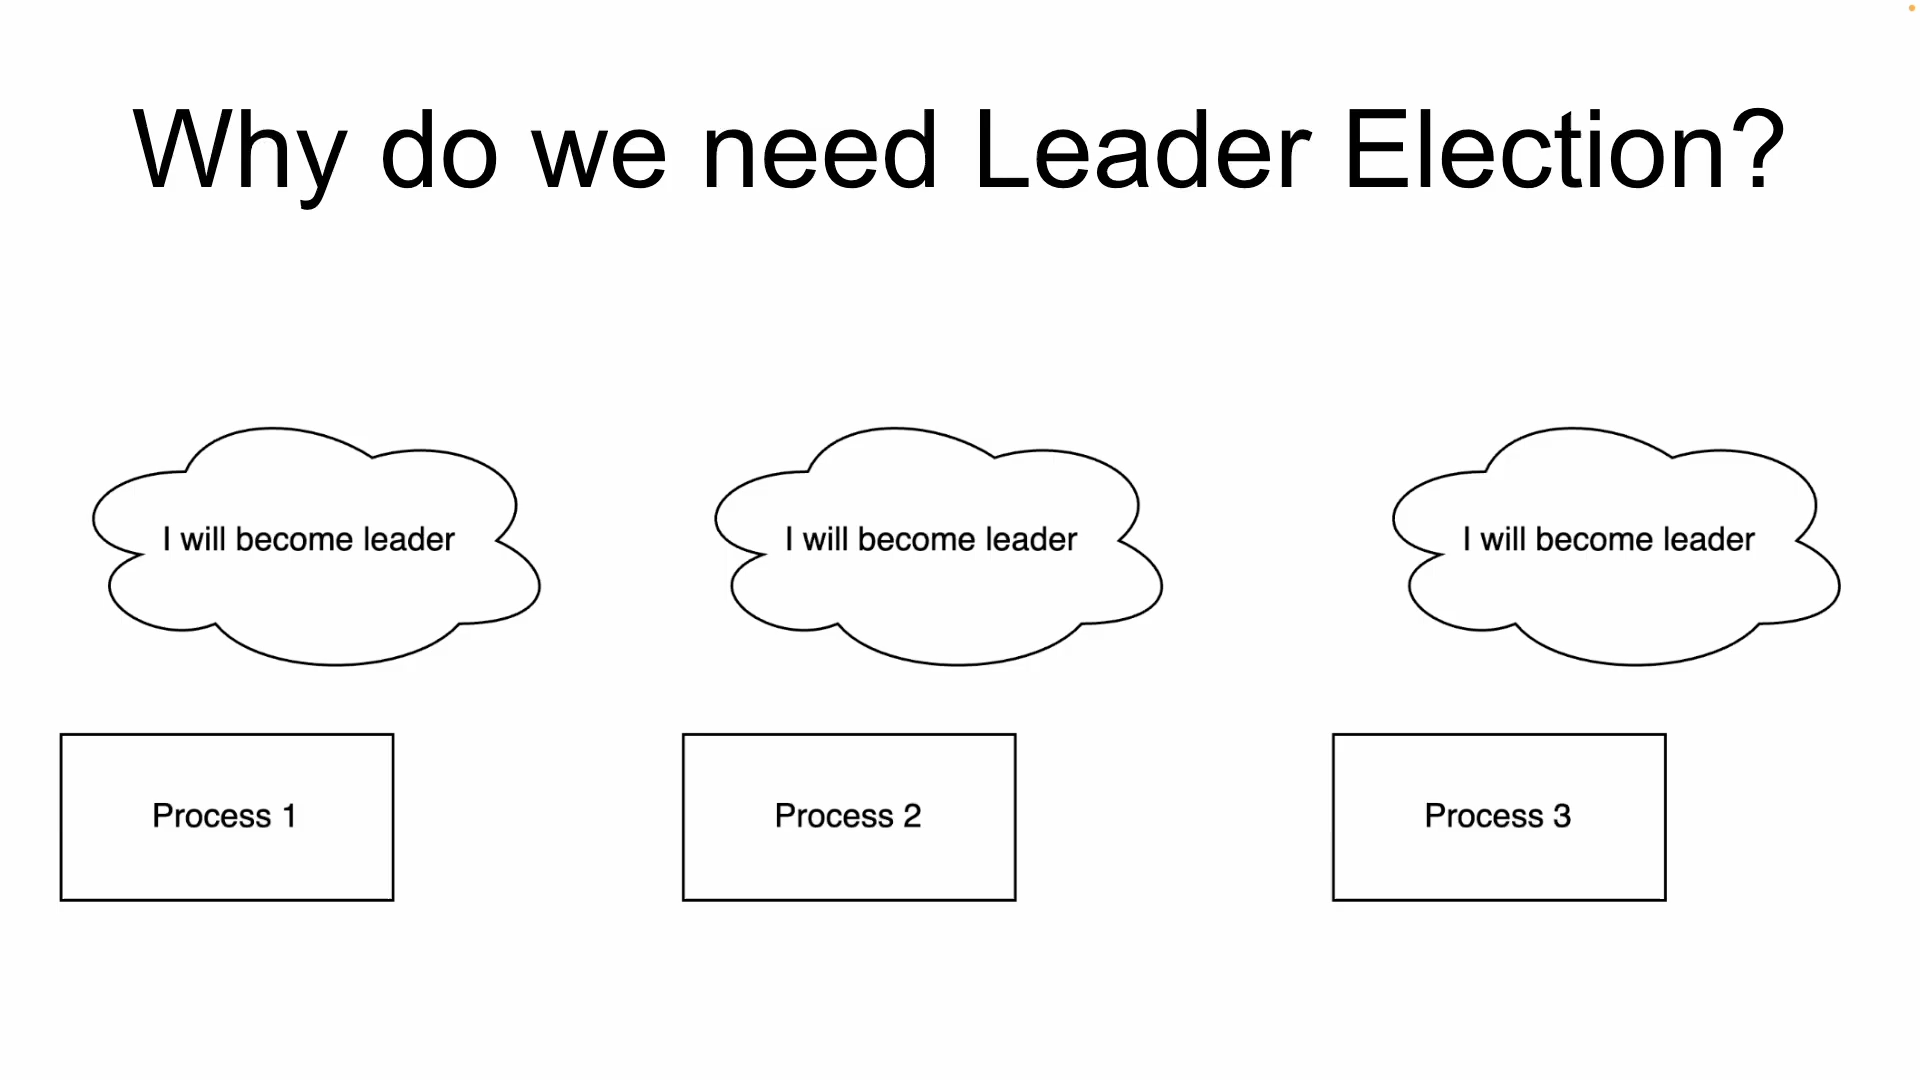 Why do we need Leader Election?
I will become leader
I will become leader
I will become leader
Process 1
Process 2
Process 3